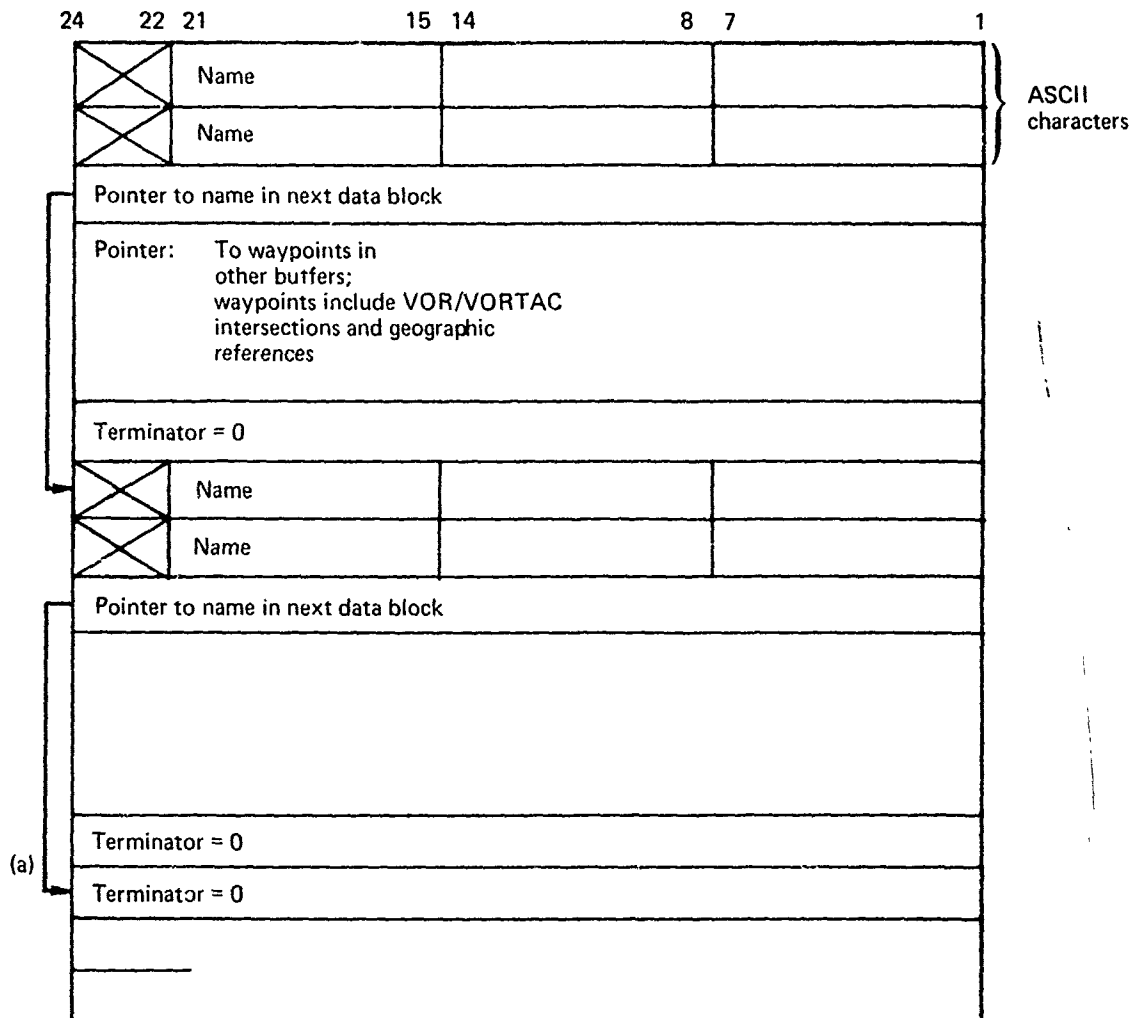 24 22 21 15 14 8 7 1
Name
ASCII
characters
Name
Pointer to name in next data block
Pointer: To waypoints in
other buffers;
waypoints include VOR/VORTAC
intersections and geographic
references
Terminator = 0
Name
Name
Pointer to name in next data block
Terminator = 0
(a)
Terminator = 0